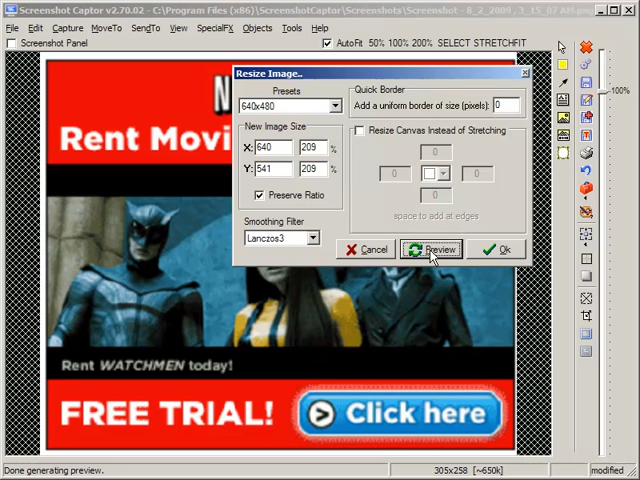 Screenshot Captor v2.70.02 - C:\Program Files (x86)\ScreenshotCaptor\Screenshots\Screenshot - 8_2_2009 , 3_15_07 AM.png
File Edit Capture MoveTo SendTo View SpecialFX Objects Tools Help
Screenshot Panel AutoFit 50% 100% 200% SELECT STRETCHFIT
100%
Resize Image..
Presets
640x480
Quick Border
Add a uniform border of size (pixels): 0
New Image Size
X: 640 209 %
Y: 541 209 %
Preserve Ratio
Resize Canvas Instead of Stretching
0
0 0
0
space to add at edges
Smoothing Filter
Lanczos3
Cancel Preview Ok
Rent
Rent WATCHMEN today!
FREE TRIAL! Click here
Done generating preview. 305x258 [~650k] modified